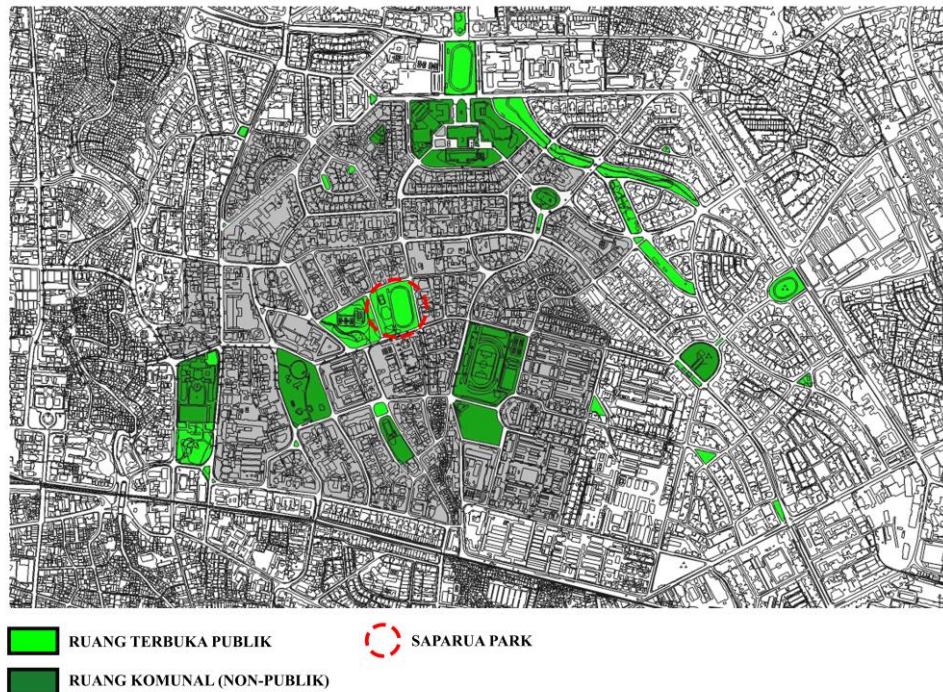 RUANG TERBUKA PUBLIK
SAPARUA PARK
RUANG KOMUNAL (NON-PUBLIK)